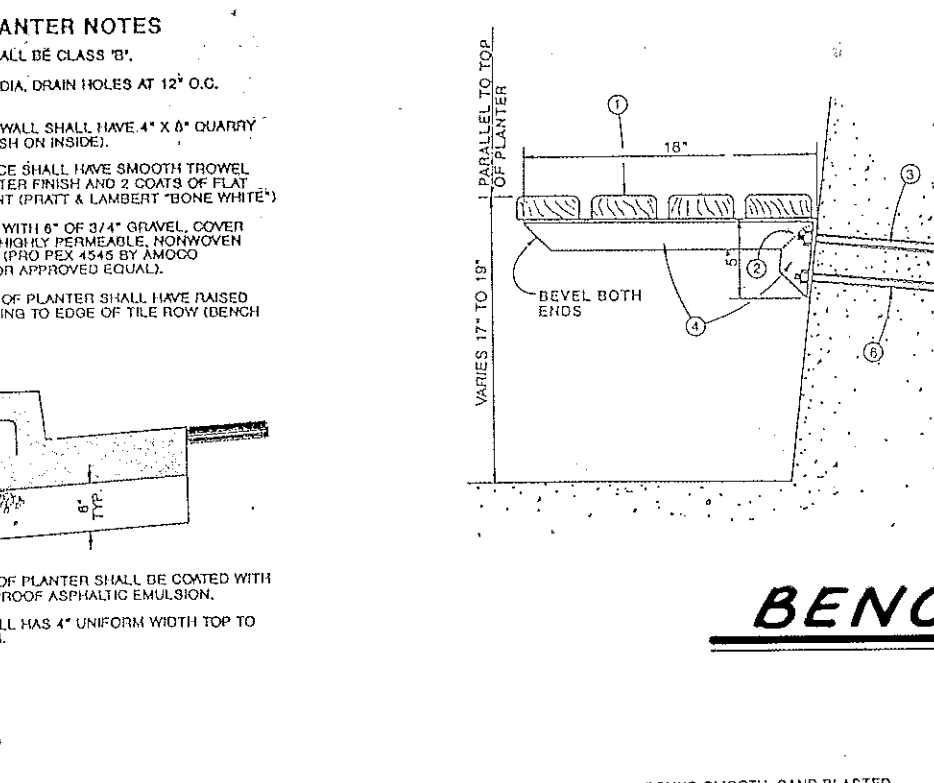 ANTER NOTES
ALL BE CLASS 'B'.
DIA. DRAIN HOLES AT 12" O.C.
WALL SHALL HAVE 4" X 8" QUARRY
SH ON INSIDE).
CE SHALL HAVE SMOOTH TROWEL
TER FINISH AND 2 COATS OF FLAT
NT (PRATT & LAMBERT "BONE WHITE")
WITH 6" OF 3/4" GRAVEL, COVER
HIGHLY PERMEABLE, NONWOVEN
(PRO PEX 4545 BY AMOCO
OR APPROVED EQUAL).
OF PLANTER SHALL HAVE RAISED
ING TO EDGE OF TILE ROW (BENCH
6"
TYP.
OF PLANTER SHALL BE COATED WITH
PROOF ASPHALTIC EMULSION.
LL HAS 4" UNIFORM WIDTH TOP TO
PARALLEL TO TOP
OF PLANTER
1
18"
3
2
5"
BEVEL BOTH
ENDS
4
6
VARIES 17" TO 19"
BENC
SMOOTH, SAND BLASTED